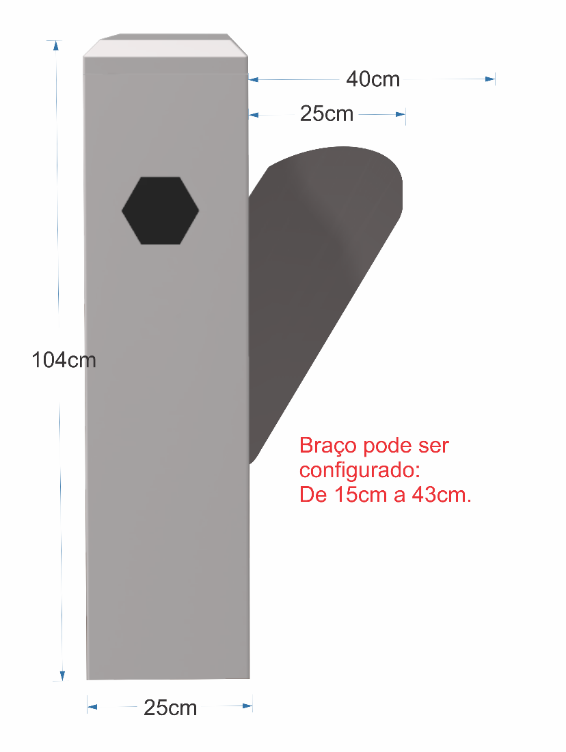 40cm
25cm
104cm
Braço pode ser
configurado:
De 15cm a 43cm.
25cm